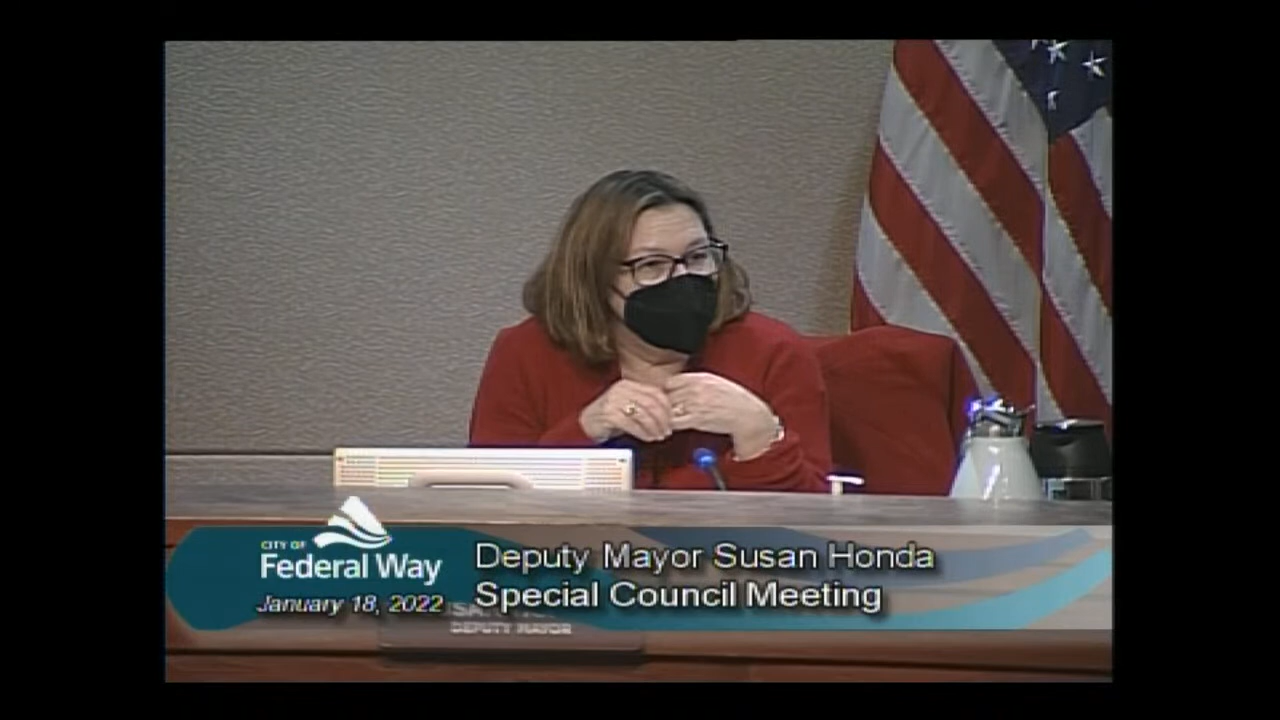 CITY OF
Federal Way
January 18, 2022
Deputy Mayor Susan Honda
Special Council Meeting
DEPUTY MAYOR